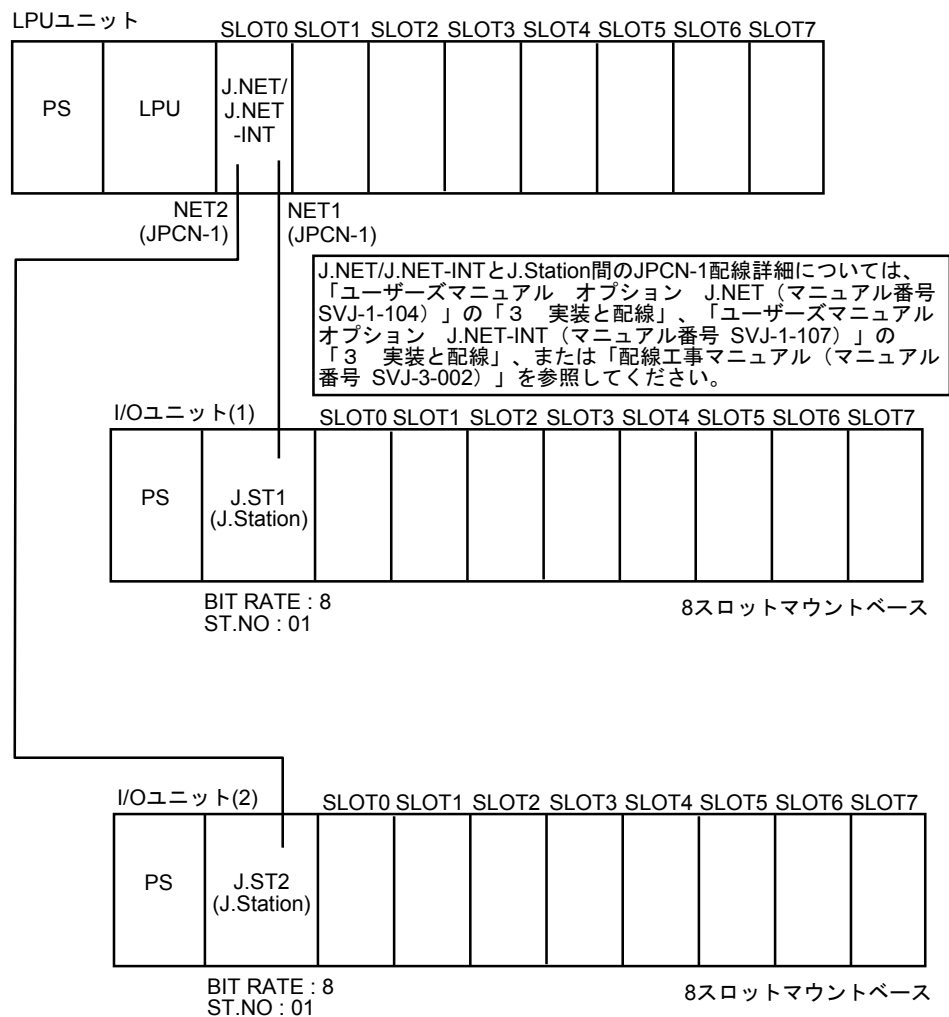 LPUユニット
SLOT0 SLOT1 SLOT2 SLOT3 SLOT4 SLOT5 SLOT6 SLOT7
PS
LPU
J.NET/
J.NET
-INT
NET2
(JPCN-1)
NET1
(JPCN-1)
J.NET/J.NET-INTとJ.Station間のJPCN-1配線詳細については、
「ユーザーズマニュアル　オプション　J.NET（マニュアル番号
SVJ-1-104）」の「３　実装と配線」、「ユーザーズマニュアル
オプション　J.NET-INT（マニュアル番号 SVJ-1-107）」の
「３　実装と配線」、または「配線工事マニュアル（マニュアル
番号 SVJ-3-002）」を参照してください。
I/Oユニット(1)
SLOT0 SLOT1 SLOT2 SLOT3 SLOT4 SLOT5 SLOT6 SLOT7
PS
J.ST1
(J.Station)
BIT RATE : 8
ST.NO : 01
8スロットマウントベース
I/Oユニット(2)
SLOT0 SLOT1 SLOT2 SLOT3 SLOT4 SLOT5 SLOT6 SLOT7
PS
J.ST2
(J.Station)
BIT RATE : 8
ST.NO : 01
8スロットマウントベース